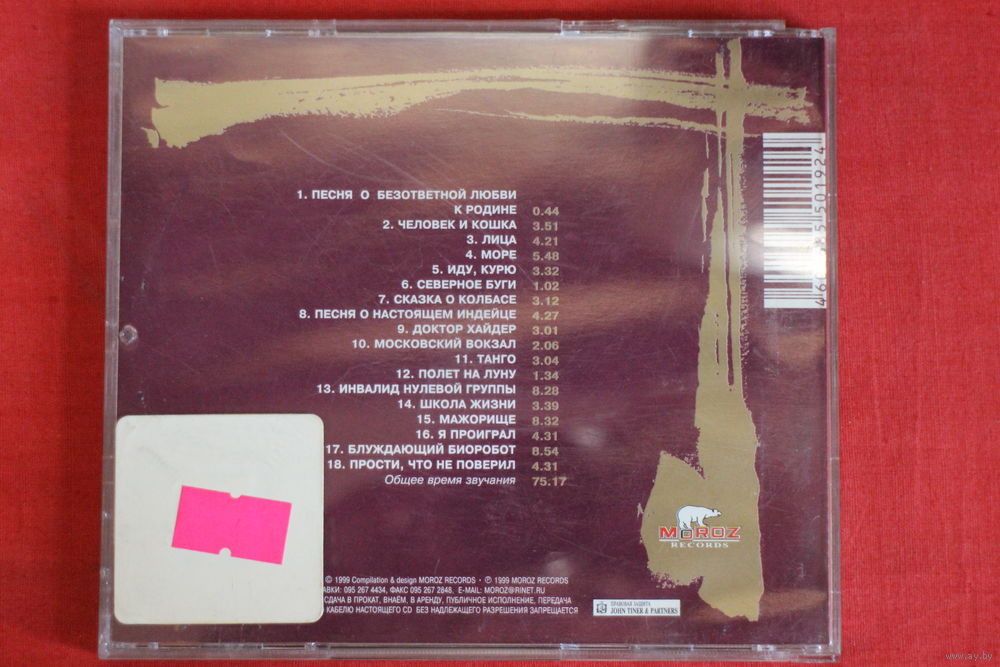 1. ПЕСНЯ О БЕЗОТВЕТНОЙ ЛЮБВИ
К РОДИНЕ 0.44
2. ЧЕЛОВЕК И КОШКА 3.51
3. ЛИЦА 4.21
4. МОРЕ 5.48
5. ИДУ, КУРЮ 3.32
6. СЕВЕРНОЕ БУГИ 1.02
7. СКАЗКА О КОЛБАСЕ 3.12
8. ПЕСНЯ О НАСТОЯЩЕМ ИНДЕЙЦЕ 4.27
9. ДОКТОР ХАЙДЕР 3.01
10. МОСКОВСКИЙ ВОКЗАЛ 2.06
11. ТАНГО 3.04
12. ПОЛЕТ НА ЛУНУ 1.34
13. ИНВАЛИД НУЛЕВОЙ ГРУППЫ 8.28
14. ШКОЛА ЖИЗНИ 3.39
15. МАЖОРИЩЕ 8.32
16. Я ПРОИГРАЛ 4.31
17. БЛУЖДАЮЩИЙ БИОРОБОТ 8.54
18. ПРОСТИ, ЧТО НЕ ПОВЕРИЛ 4.31
Общее время звучания 75.17
MOROZ
RECORDS
© 1999 Compilation & design MOROZ RECORDS · ℗ 1999 MOROZ RECORDS
095 267 4434, ФАКС 095 267 2848. E-MAIL: MOROZ@RINET.RU
СДАЧА В ПРОКАТ, ВНАЁМ, В АРЕНДУ, ПУБЛИЧНОЕ ИСПОЛНЕНИЕ, ПЕРЕДАЧА
КАБЕЛЮ НАСТОЯЩЕГО CD БЕЗ НАДЛЕЖАЩЕГО РАЗРЕШЕНИЯ ЗАПРЕЩАЕТСЯ
ПРАВОВАЯ ЗАЩИТА
JOHN TINER & PARTNERS
www.ay.by